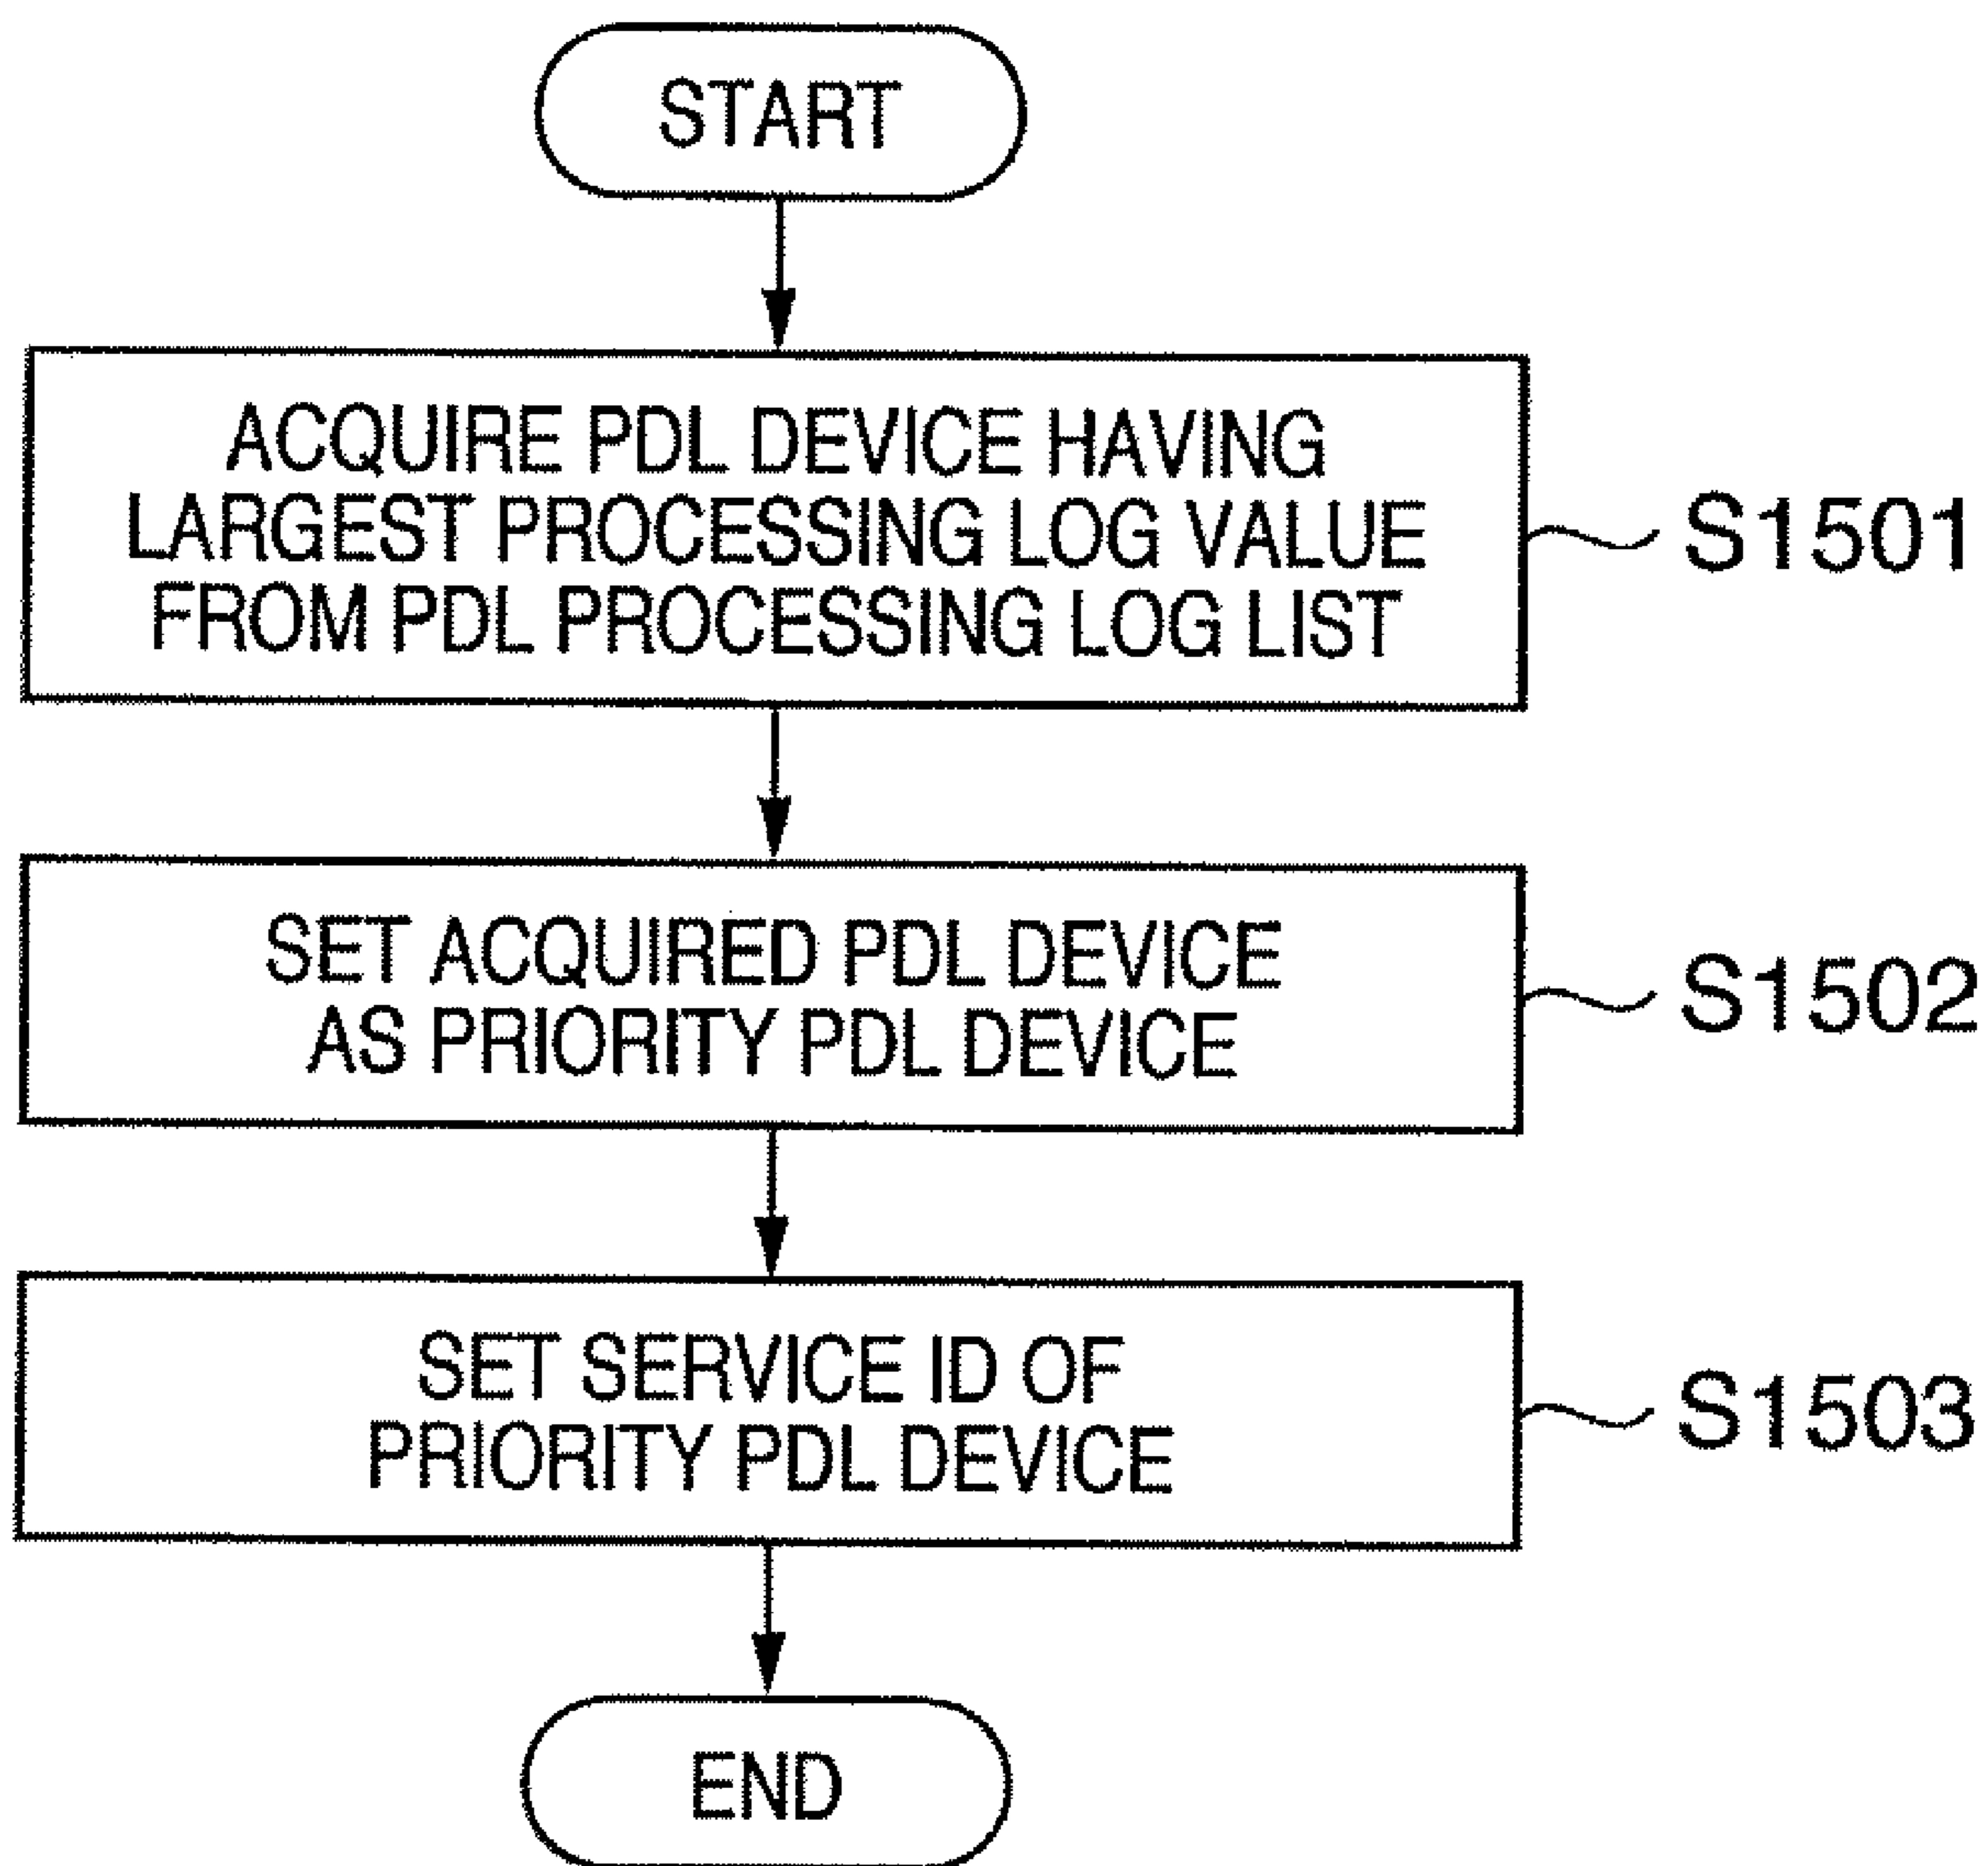 START
ACQUIRE PDL DEVICE HAVING
LARGEST PROCESSING LOG VALUE
FROM PDL PROCESSING LOG LIST
S1501
SET ACQUIRED PDL DEVICE
AS PRIORITY PDL DEVICE
S1502
SET SERVICE ID OF
PRIORITY PDL DEVICE
S1503
END